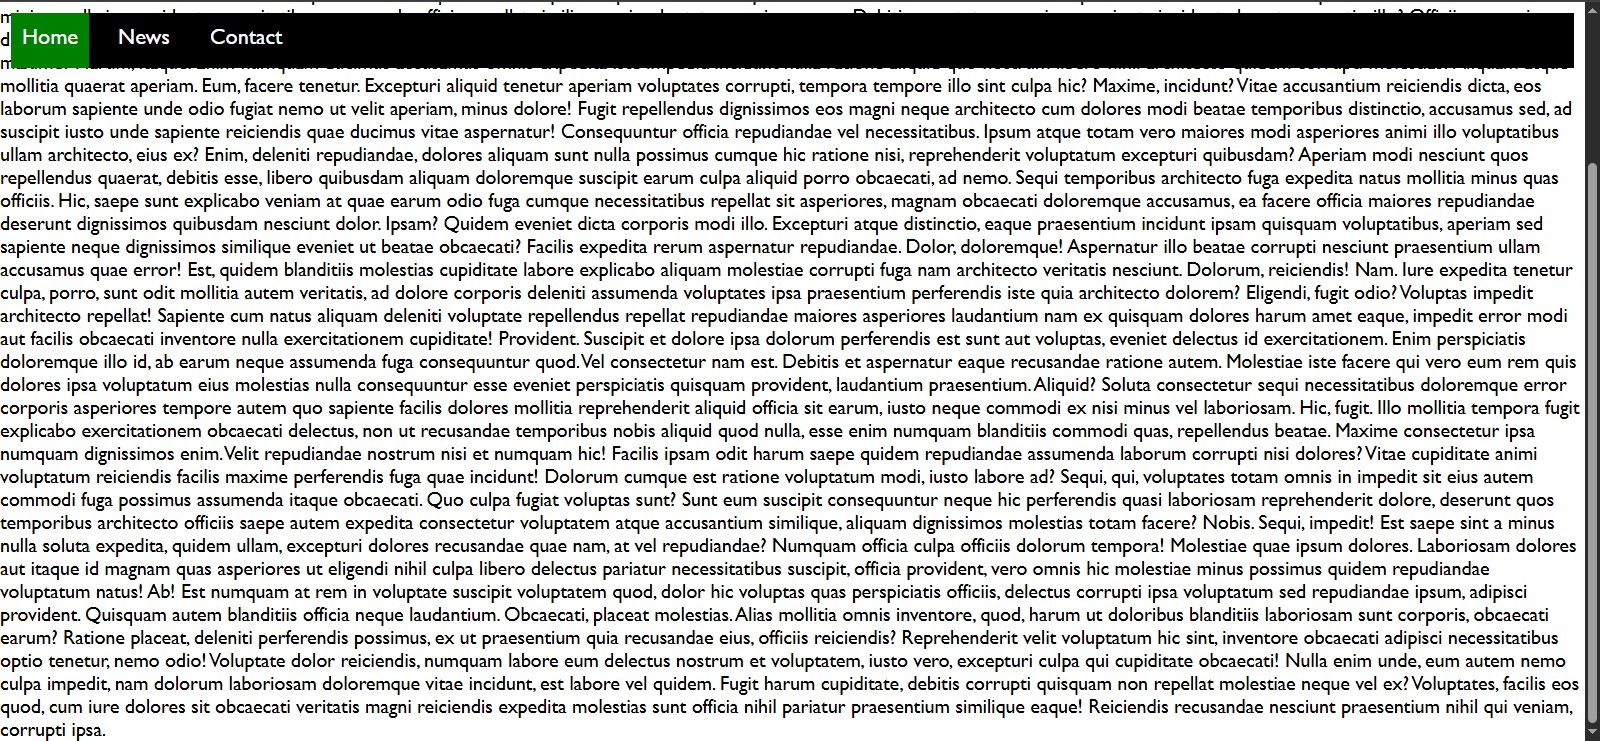 Home News Contact
mollitia quaerat aperiam. Eum, facere tenetur. Excepturi aliquid tenetur aperiam voluptates corrupti, tempora tempore illo sint culpa hic? Maxime, incidunt? Vitae accusantium reiciendis dicta, eos
laborum sapiente unde odio fugiat nemo ut velit aperiam, minus dolore! Fugit repellendus dignissimos eos magni neque architecto cum dolores modi beatae temporibus distinctio, accusamus sed, ad
suscipit iusto unde sapiente reiciendis quae ducimus vitae aspernatur! Consequuntur officia repudiandae vel necessitatibus. Ipsum atque totam vero maiores modi asperiores animi illo voluptatibus
ullam architecto, eius ex? Enim, deleniti repudiandae, dolores aliquam sunt nulla possimus cumque hic ratione nisi, reprehenderit voluptatum excepturi quibusdam? Aperiam modi nesciunt quos
repellendus quaerat, debitis esse, libero quibusdam aliquam doloremque suscipit earum culpa aliquid porro obcaecati, ad nemo. Sequi temporibus architecto fuga expedita natus mollitia minus quas
officiis. Hic, saepe sunt explicabo veniam at quae earum odio fuga cumque necessitatibus repellat sit asperiores, magnam obcaecati doloremque accusamus, ea facere officia maiores repudiandae
deserunt dignissimos quibusdam nesciunt dolor. Ipsam? Quidem eveniet dicta corporis modi illo. Excepturi atque distinctio, eaque praesentium incidunt ipsam quisquam voluptatibus, aperiam sed
sapiente neque dignissimos similique eveniet ut beatae obcaecati? Facilis expedita rerum aspernatur repudiandae. Dolor, doloremque! Aspernatur illo beatae corrupti nesciunt praesentium ullam
accusamus quae error! Est, quidem blanditiis molestias cupiditate labore explicabo aliquam molestiae corrupti fuga nam architecto veritatis nesciunt. Dolorum, reiciendis! Nam. Iure expedita tenetur
culpa, porro, sunt odit mollitia autem veritatis, ad dolore corporis deleniti assumenda voluptates ipsa praesentium perferendis iste quia architecto dolorem? Eligendi, fugit odio? Voluptas impedit
architecto repellat! Sapiente cum natus aliquam deleniti voluptate repellendus repellat repudiandae maiores asperiores laudantium nam ex quisquam dolores harum amet eaque, impedit error modi
aut facilis obcaecati inventore nulla exercitationem cupiditate! Provident. Suscipit et dolore ipsa dolorum perferendis est sunt aut voluptas, eveniet delectus id exercitationem. Enim perspiciatis
doloremque illo id, ab earum neque assumenda fuga consequuntur quod. Vel consectetur nam est. Debitis et aspernatur eaque recusandae ratione autem. Molestiae iste facere qui vero eum rem quis
dolores ipsa voluptatum eius molestias nulla consequuntur esse eveniet perspiciatis quisquam provident, laudantium praesentium. Aliquid? Soluta consectetur sequi necessitatibus doloremque error
corporis asperiores tempore autem quo sapiente facilis dolores mollitia reprehenderit aliquid officia sit earum, iusto neque commodi ex nisi minus vel laboriosam. Hic, fugit. Illo mollitia tempora fugit
explicabo exercitationem obcaecati delectus, non ut recusandae temporibus nobis aliquid quod nulla, esse enim numquam blanditiis commodi quas, repellendus beatae. Maxime consectetur ipsa
numquam dignissimos enim. Velit repudiandae nostrum nisi et numquam hic! Facilis ipsam odit harum saepe quidem repudiandae assumenda laborum corrupti nisi dolores? Vitae cupiditate animi
voluptatum reiciendis facilis maxime perferendis fuga quae incidunt! Dolorum cumque est ratione voluptatum modi, iusto labore ad? Sequi, qui, voluptates totam omnis in impedit sit eius autem
commodi fuga possimus assumenda itaque obcaecati. Quo culpa fugiat voluptas sunt? Sunt eum suscipit consequuntur neque hic perferendis quasi laboriosam reprehenderit dolore, deserunt quos
temporibus architecto officiis saepe autem expedita consectetur voluptatem atque accusantium similique, aliquam dignissimos molestias totam facere? Nobis. Sequi, impedit! Est saepe sint a minus
nulla soluta expedita, quidem ullam, excepturi dolores recusandae quae nam, at vel repudiandae? Numquam officia culpa officiis dolorum tempora! Molestiae quae ipsum dolores. Laboriosam dolores
aut itaque id magnam quas asperiores ut eligendi nihil culpa libero delectus pariatur necessitatibus suscipit, officia provident, vero omnis hic molestiae minus possimus quidem repudiandae
voluptatum natus! Ab! Est numquam at rem in voluptate suscipit voluptatem quod, dolor hic voluptas quas perspiciatis officiis, delectus corrupti ipsa voluptatum sed repudiandae ipsum, adipisci
provident. Quisquam autem blanditiis officia neque laudantium. Obcaecati, placeat molestias. Alias mollitia omnis inventore, quod, harum ut doloribus blanditiis laboriosam sunt corporis, obcaecati
earum? Ratione placeat, deleniti perferendis possimus, ex ut praesentium quia recusandae eius, officiis reiciendis? Reprehenderit velit voluptatum hic sint, inventore obcaecati adipisci necessitatibus
optio tenetur, nemo odio! Voluptate dolor reiciendis, numquam labore eum delectus nostrum et voluptatem, iusto vero, excepturi culpa qui cupiditate obcaecati! Nulla enim unde, eum autem nemo
culpa impedit, nam dolorum laboriosam doloremque vitae incidunt, est labore vel quidem. Fugit harum cupiditate, debitis corrupti quisquam non repellat molestiae neque vel ex? Voluptates, facilis eos
quod, cum iure dolores sit obcaecati veritatis magni reiciendis expedita molestias sunt officia nihil pariatur praesentium similique eaque! Reiciendis recusandae nesciunt praesentium nihil qui veniam,
corrupti ipsa.